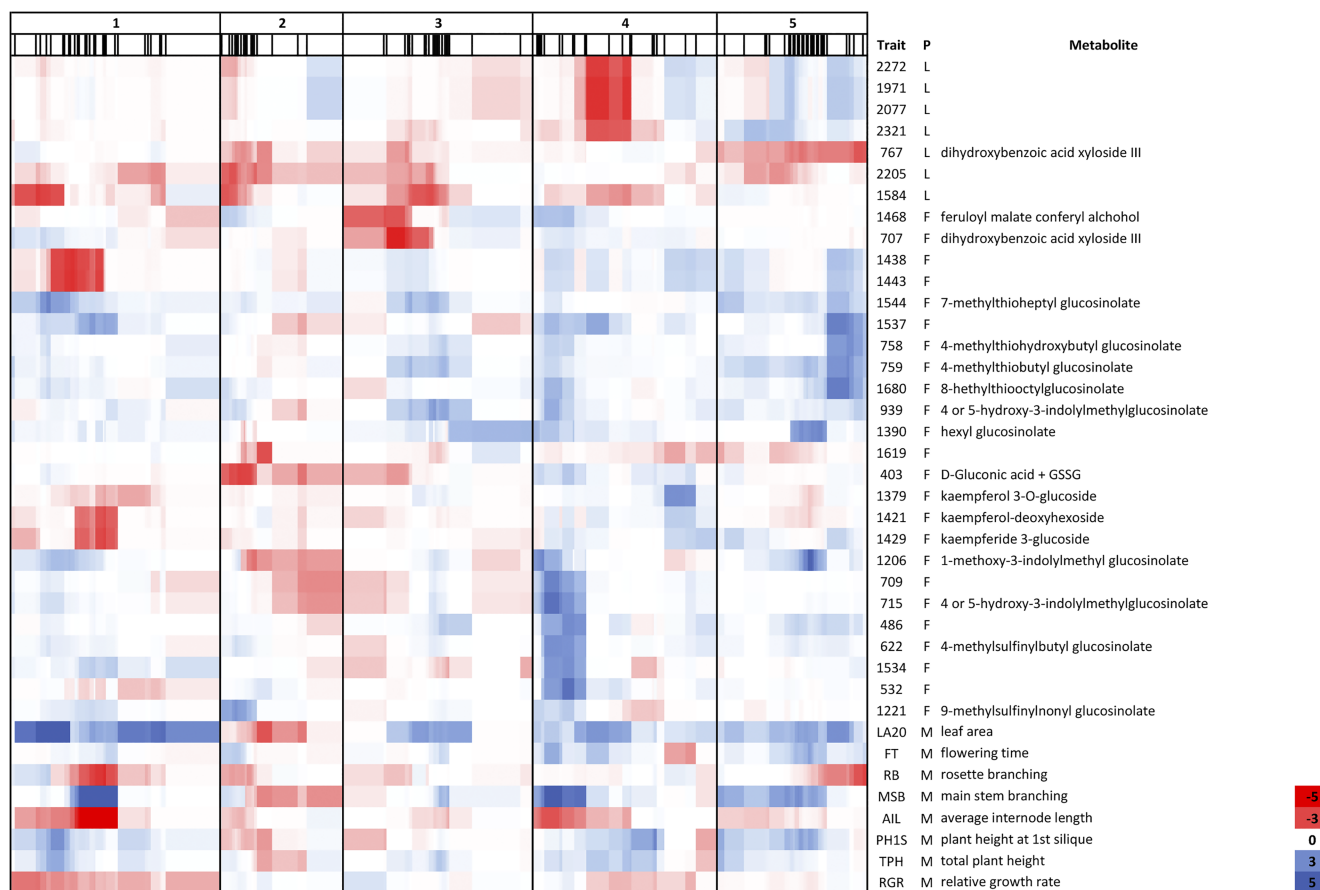 1 2 3 4 5
Trait P Metabolite
2272 L
1971 L
2077 L
2321 L
767 L dihydroxybenzoic acid xyloside III
2205 L
1584 L
1468 F feruloyl malate conferyl alchohol
707 F dihydroxybenzoic acid xyloside III
1438 F
1443 F
1544 F 7-methylthioheptyl glucosinolate
1537 F
758 F 4-methylthiohydroxybutyl glucosinolate
759 F 4-methylthiobutyl glucosinolate
1680 F 8-hethylthiooctylglucosinolate
939 F 4 or 5-hydroxy-3-indolylmethylglucosinolate
1390 F hexyl glucosinolate
1619 F
403 F D-Gluconic acid + GSSG
1379 F kaempferol 3-O-glucoside
1421 F kaempferol-deoxyhexoside
1429 F kaempferide 3-glucoside
1206 F 1-methoxy-3-indolylmethyl glucosinolate
709 F
715 F 4 or 5-hydroxy-3-indolylmethylglucosinolate
486 F
622 F 4-methylsulfinylbutyl glucosinolate
1534 F
532 F
1221 F 9-methylsulfinylnonyl glucosinolate
LA20 M leaf area
FT M flowering time
RB M rosette branching
MSB M main stem branching -5
AIL M average internode length -3
PH1S M plant height at 1st silique 0
TPH M total plant height 3
RGR M relative growth rate 5